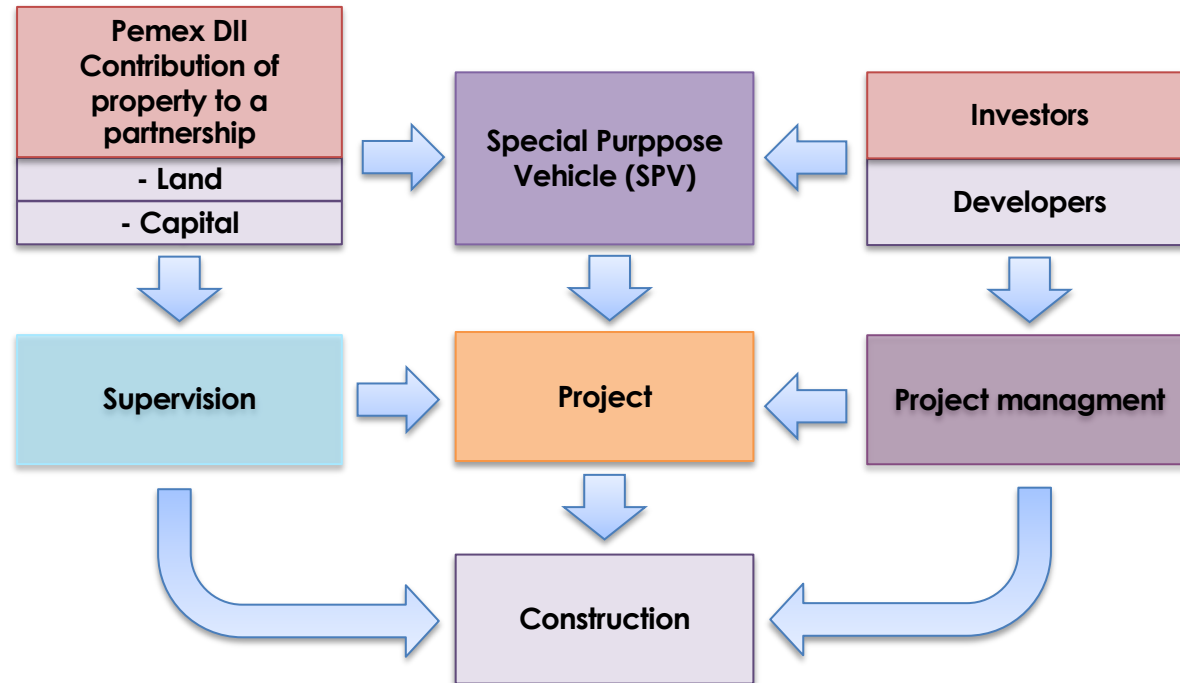 Pemex DII
Contribution of
property to a
partnership
- Land
- Capital
Special Purppose
Vehicle (SPV)
Investors
Developers
Supervision
Project
Project managment
Construction